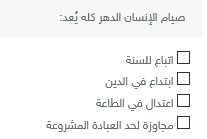 صيام الإنسان الدهر كله يُعد:
اتباع للسنة
ابتداع في الدين
اعتدال في الطاعة
مجاوزة لحد العبادة المشروعة